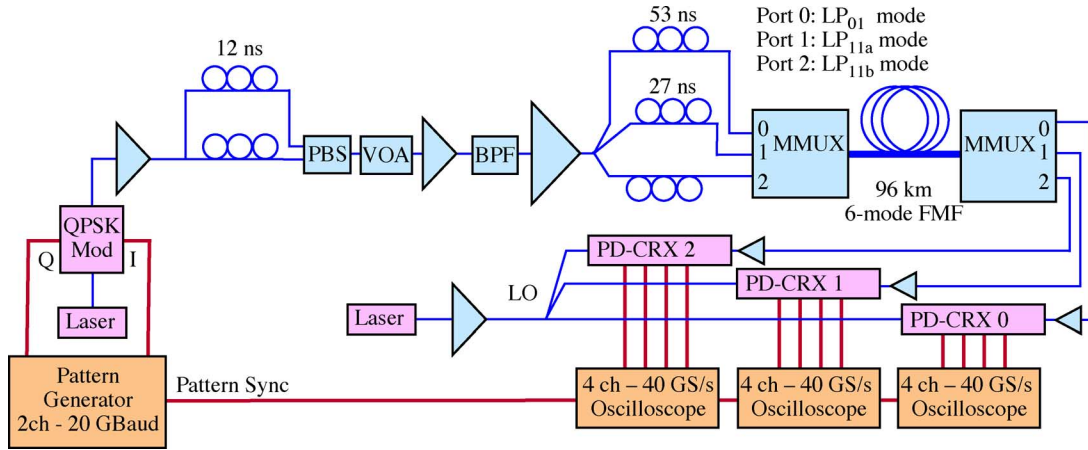 53 ns
Port 0: LP01 mode
Port 1: LP11a mode
Port 2: LP11b mode
12 ns
27 ns
PBS
VOA
BPF
0
1
2
MMUX
MMUX
0
1
2
96 km
6-mode FMF
QPSK
Mod
Q
I
Laser
PD-CRX 2
PD-CRX 1
PD-CRX 0
LO
Laser
Pattern
Generator
2ch - 20 GBaud
Pattern Sync
4 ch – 40 GS/s
Oscilloscope
4 ch – 40 GS/s
Oscilloscope
4 ch – 40 GS/s
Oscilloscope